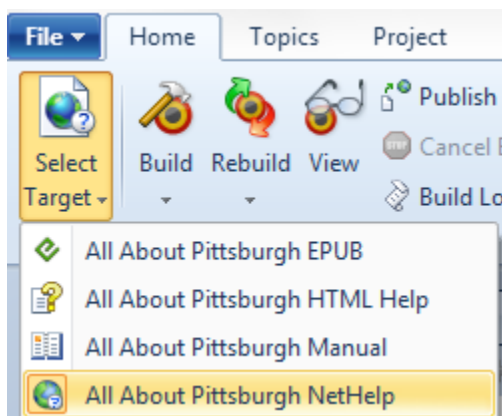 File Home Topics Project
Select Target
Build
Rebuild
View
Publish
Cancel
Build
All About Pittsburgh EPUB
All About Pittsburgh HTML Help
All About Pittsburgh Manual
All About Pittsburgh NetHelp